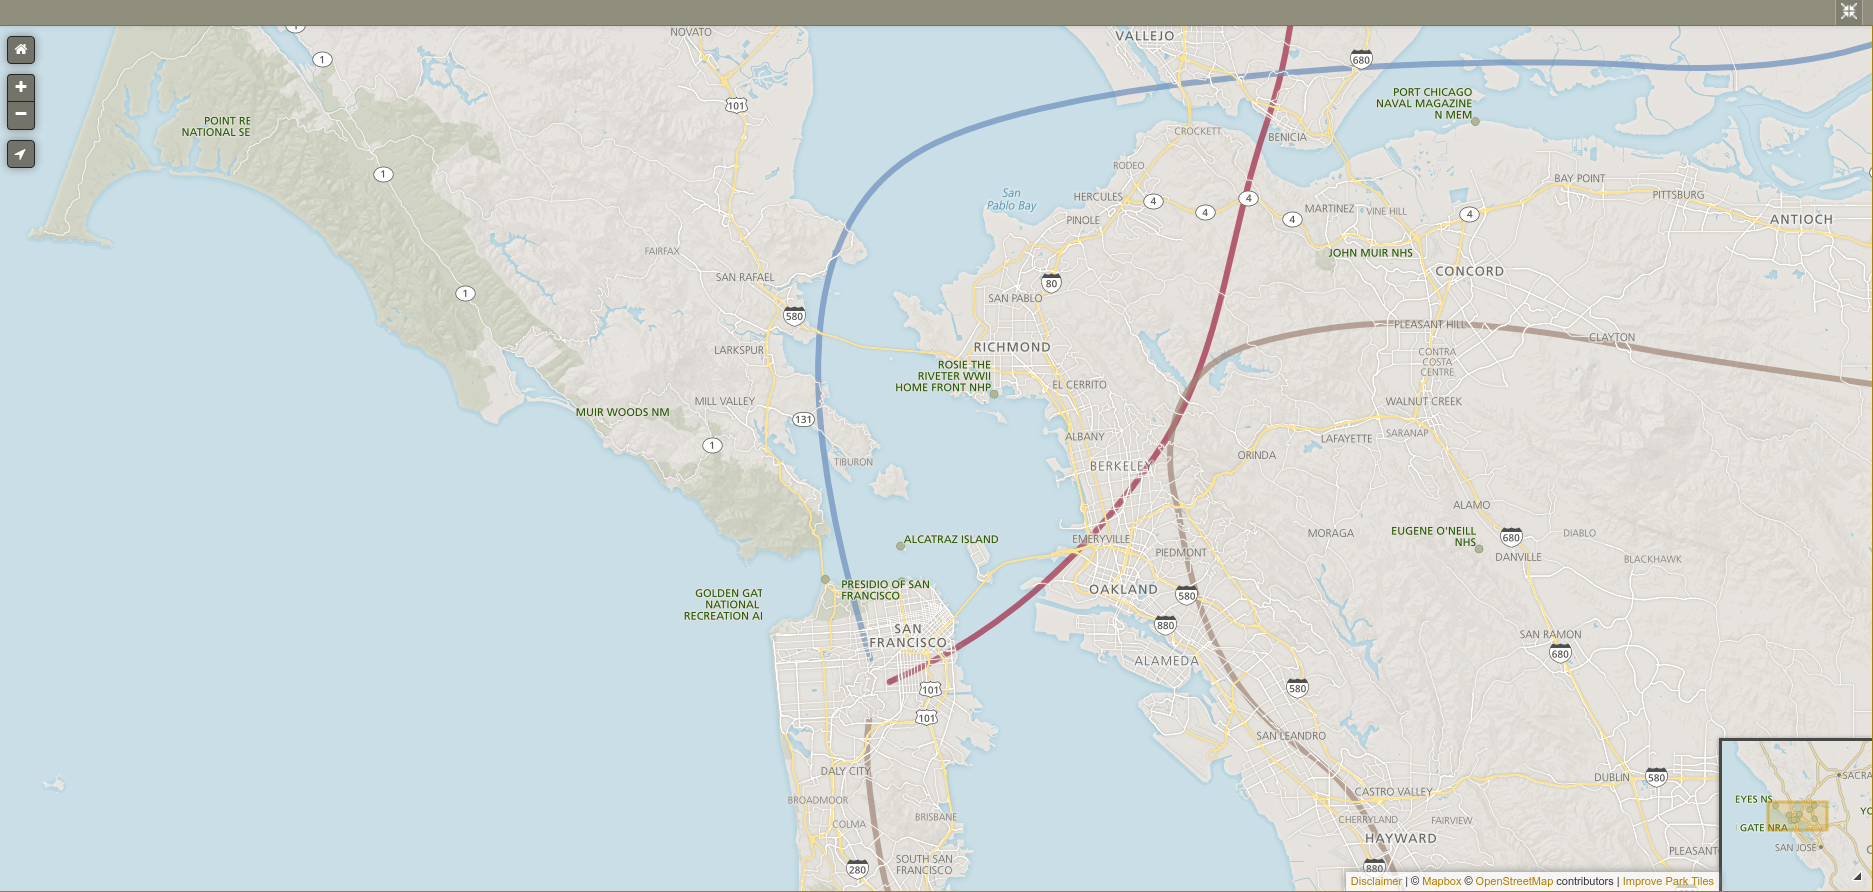 NOVATO
VALLEJO
1
1
680
101
PORT CHICAGO
NAVAL MAGAZINE
N MEM
POINT RE
NATIONAL SE
CROCKETT
BENICIA
1
RODEO
San
Pablo Bay
HERCULES
4
4
4
4
MARTINEZ
VINE HILL
4
BAY POINT
PITTSBURG
PINOLE
ANTIOCH
FAIRFAX
JOHN MUIR NHS
SAN RAFAEL
CONCORD
80
1
SAN PABLO
580
PLEASANT HILL
CLAYTON
LARKSPUR
RICHMOND
CONTRA
COSTA
CENTRE
ROSIE THE
RIVETER WWII
HOME FRONT NHP
EL CERRITO
MILL VALLEY
WALNUT CREEK
MUIR WOODS NM
131
SARANAP
LAFAYETTE
ALBANY
1
ORINDA
TIBURON
BERKELEY
ALAMO
MORAGA
EUGENE O'NEILL
NHS
680
DIABLO
ALCATRAZ ISLAND
EMERYVILLE
PIEDMONT
DANVILLE
BLACKHAWK
PRESIDIO OF SAN
FRANCISCO
GOLDEN GAT
NATIONAL
RECREATION AI
OAKLAND
580
880
SAN
FRANCISCO
SAN RAMON
680
ALAMEDA
101
580
101
SAN LEANDRO
DALY CITY
DUBLIN
580
SACRA
CASTRO VALLEY
BROADMOOR
EYES NS
YO
COLMA
BRISBANE
CHERRYLAND
FAIRVIEW
GATE NRA
HAYWARD
SAN JOSE
PLEASANT
280
SOUTH SAN
FRANCISCO
880
Disclaimer | © Mapbox © OpenStreetMap contributors | Improve Park Tiles